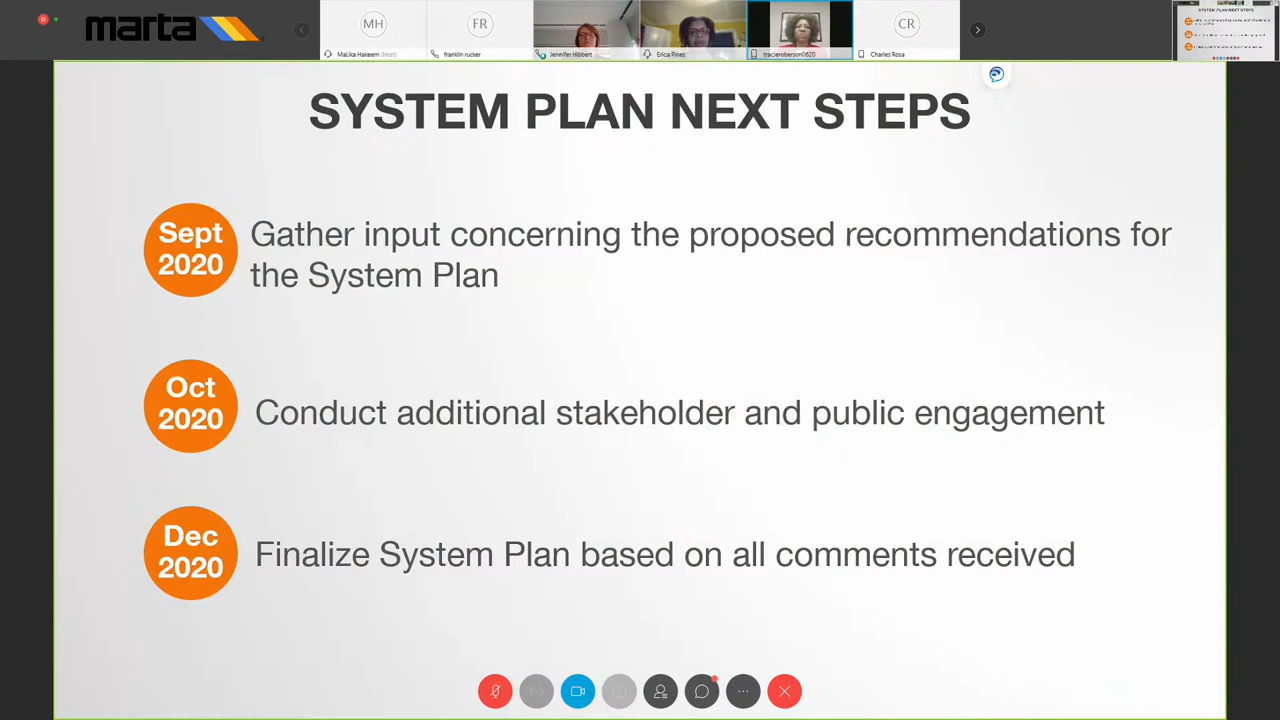 marta
MH
FR
CR
MaLika Hakeem (Host)
franklin rucker
Jennifer Hibbert
Erica Pines
tracieroberson0620
Charles Rosa
SYSTEM PLAN NEXT STEPS
Sept
2020
Gather input concerning the proposed recommendations for
the System Plan
Oct
2020
Conduct additional stakeholder and public engagement
Dec
2020
Finalize System Plan based on all comments received